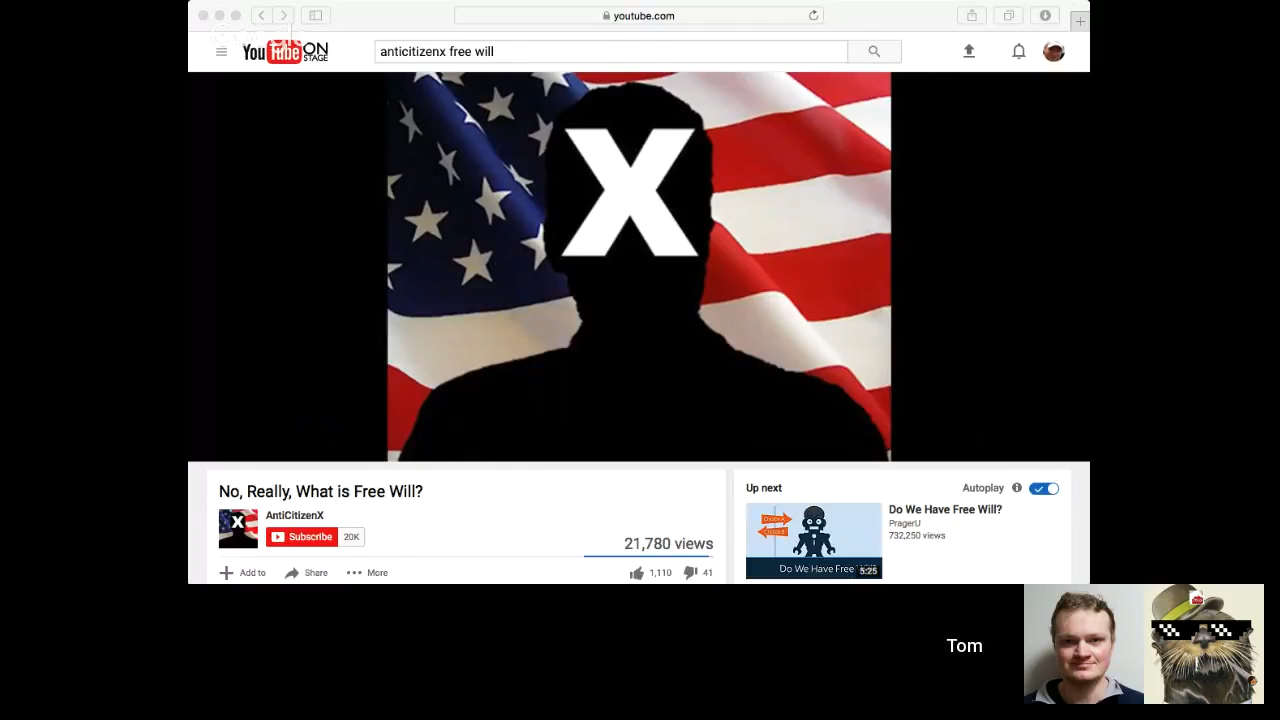 youtube.com
YouTube ON
STAGE
anticitizenx free will
X
No, Really, What is Free Will?
X
AntiCitizenX
Subscribe 20K
21,780 views
Add to Share More
1,110 41
Up next Autoplay
Do We Have Free
5:25
Do We Have Free Will?
PragerU
732,250 views
Tom